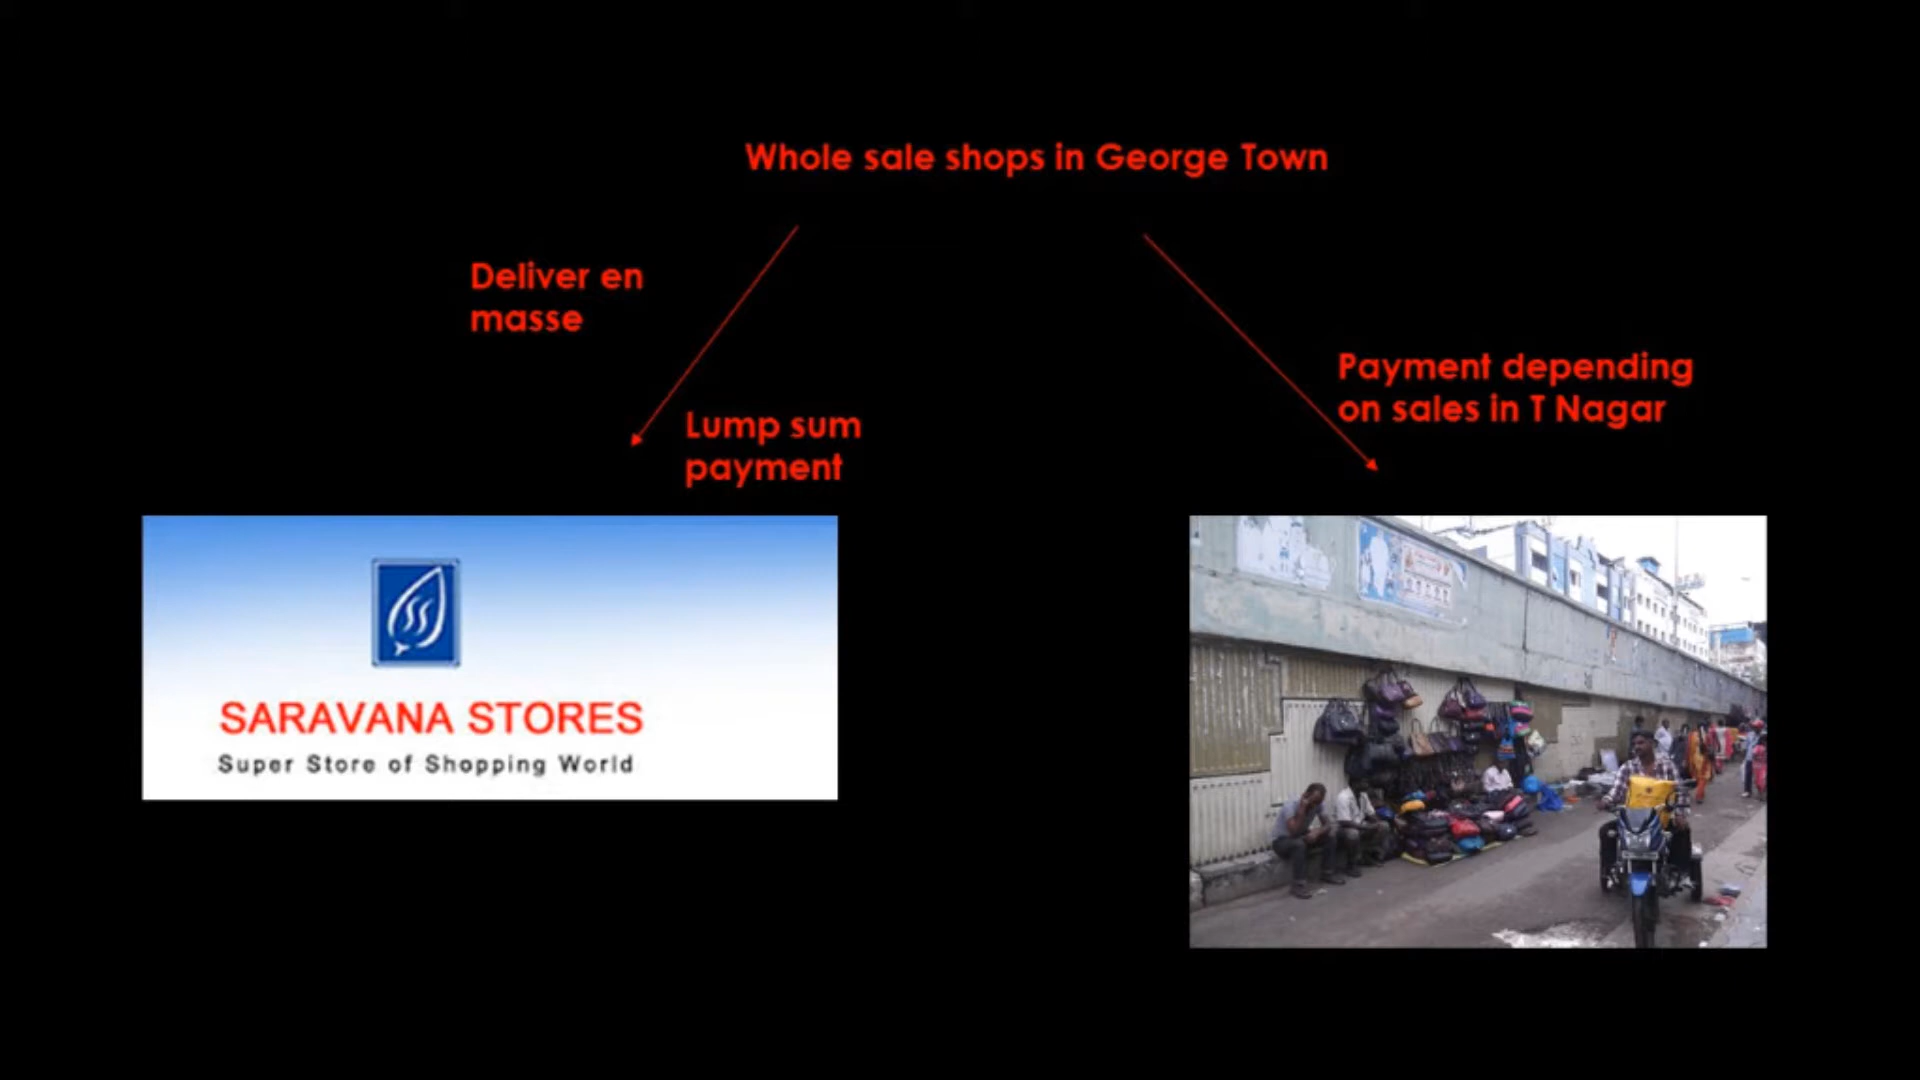 Whole sale shops in George Town
Deliver en
masse
Lump sum
payment
Payment depending
on sales in T Nagar
SARAVANA STORES
Super Store of Shopping World